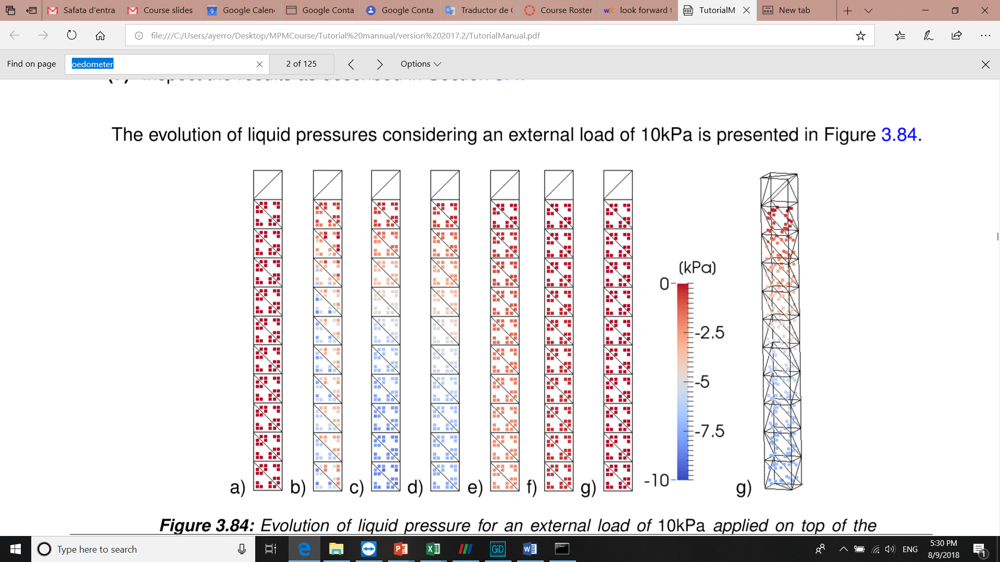 Safata d'entra
Course slides
9
Google Calen
Google Conta
Google Conta
Traductor de
Course Roster
look forward t
TutorialM
New tab
file:///C:/Users/ayerro/Desktop/MPMCourse/Tutorial%20mannual/version%202017.2/TutorialManual.pdf
Find on page
oedometer
2 of 125
Options
The evolution of liquid pressures considering an external load of 10kPa is presented in Figure 3.84.
(kPa)
0
-2.5
-5
-7.5
-10
a) b) c) d) e) f) g) g)
Figure 3.84: Evolution of liquid pressure for an external load of 10kPa applied on top of the
Type here to search
GiD
ENG
5:30 PM
8/9/2018
1